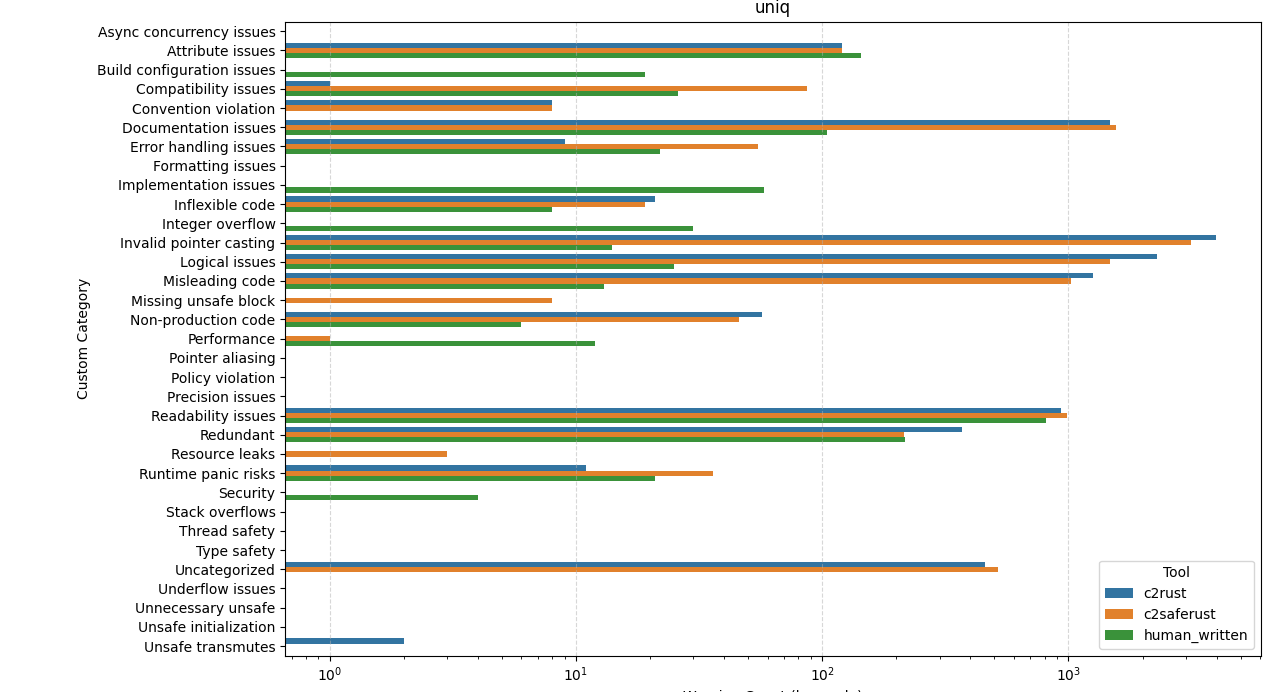 uniq
Async concurrency issues
Attribute issues
Build configuration issues
Compatibility issues
Convention violation
Documentation issues
Error handling issues
Formatting issues
Implementation issues
Inflexible code
Integer overflow
Invalid pointer casting
Logical issues
Misleading code
Missing unsafe block
Non-production code
Performance
Pointer aliasing
Policy violation
Precision issues
Readability issues
Redundant
Resource leaks
Runtime panic risks
Security
Stack overflows
Thread safety
Type safety
Uncategorized
Underflow issues
Unnecessary unsafe
Unsafe initialization
Unsafe transmutes
Custom Category
10⁰ 10¹ 10² 10³
Tool
c2rust
c2saferust
human_written